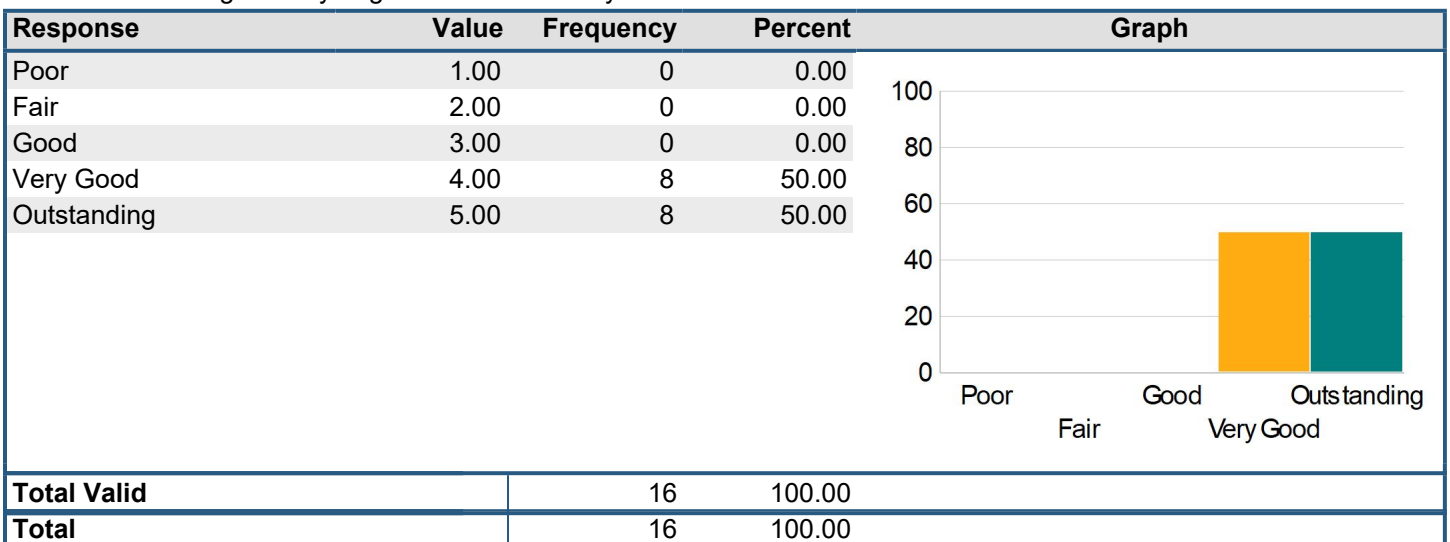 Response Value Frequency Percent Graph
Poor 1.00 0 0.00
Fair 2.00 0 0.00
Good 3.00 0 0.00
Very Good 4.00 8 50.00
Outstanding 5.00 8 50.00
100
80
60
40
20
0
Poor Good Outstanding
Fair Very Good
Total Valid 16 100.00
Total 16 100.00